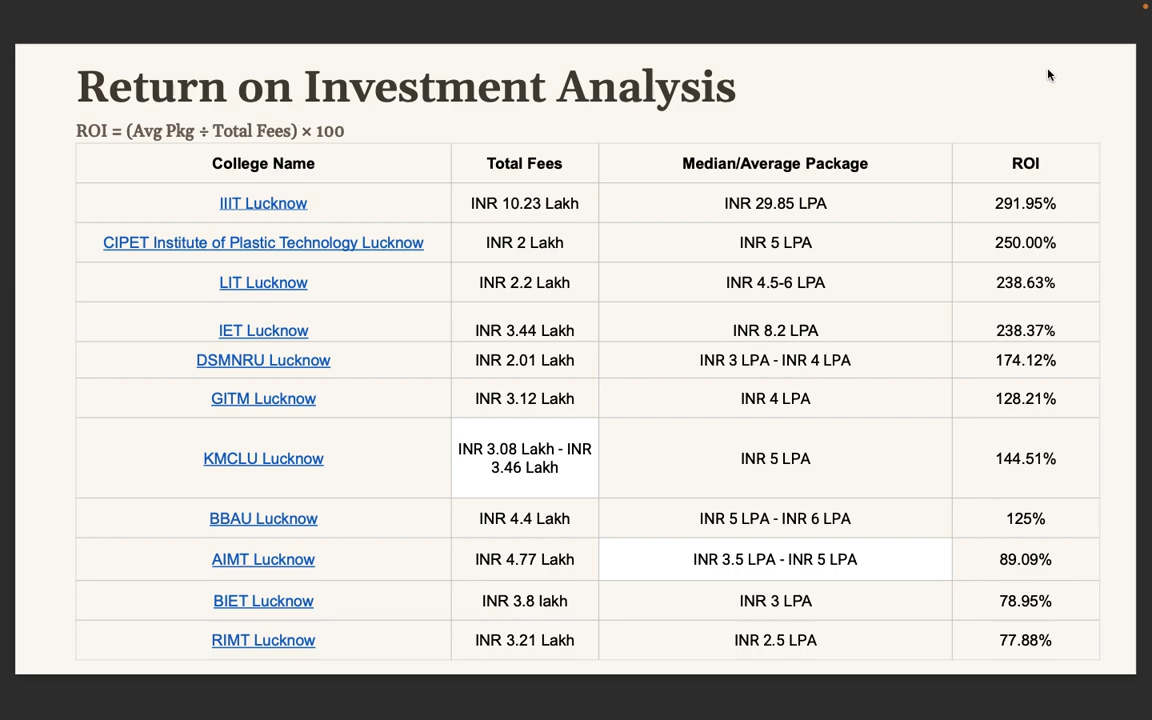 Return on Investment Analysis
ROI = (Avg Pkg ÷ Total Fees) × 100
College Name Total Fees Median/Average Package ROI
IIIT Lucknow INR 10.23 Lakh INR 29.85 LPA 291.95%
CIPET Institute of Plastic Technology Lucknow INR 2 Lakh INR 5 LPA 250.00%
LIT Lucknow INR 2.2 Lakh INR 4.5-6 LPA 238.63%
IET Lucknow INR 3.44 Lakh INR 8.2 LPA 238.37%
DSMNRU Lucknow INR 2.01 Lakh INR 3 LPA - INR 4 LPA 174.12%
GITM Lucknow INR 3.12 Lakh INR 4 LPA 128.21%
KMCLU Lucknow INR 3.08 Lakh - INR 3.46 Lakh INR 5 LPA 144.51%
BBAU Lucknow INR 4.4 Lakh INR 5 LPA - INR 6 LPA 125%
AIMT Lucknow INR 4.77 Lakh INR 3.5 LPA - INR 5 LPA 89.09%
BIET Lucknow INR 3.8 lakh INR 3 LPA 78.95%
RIMT Lucknow INR 3.21 Lakh INR 2.5 LPA 77.88%